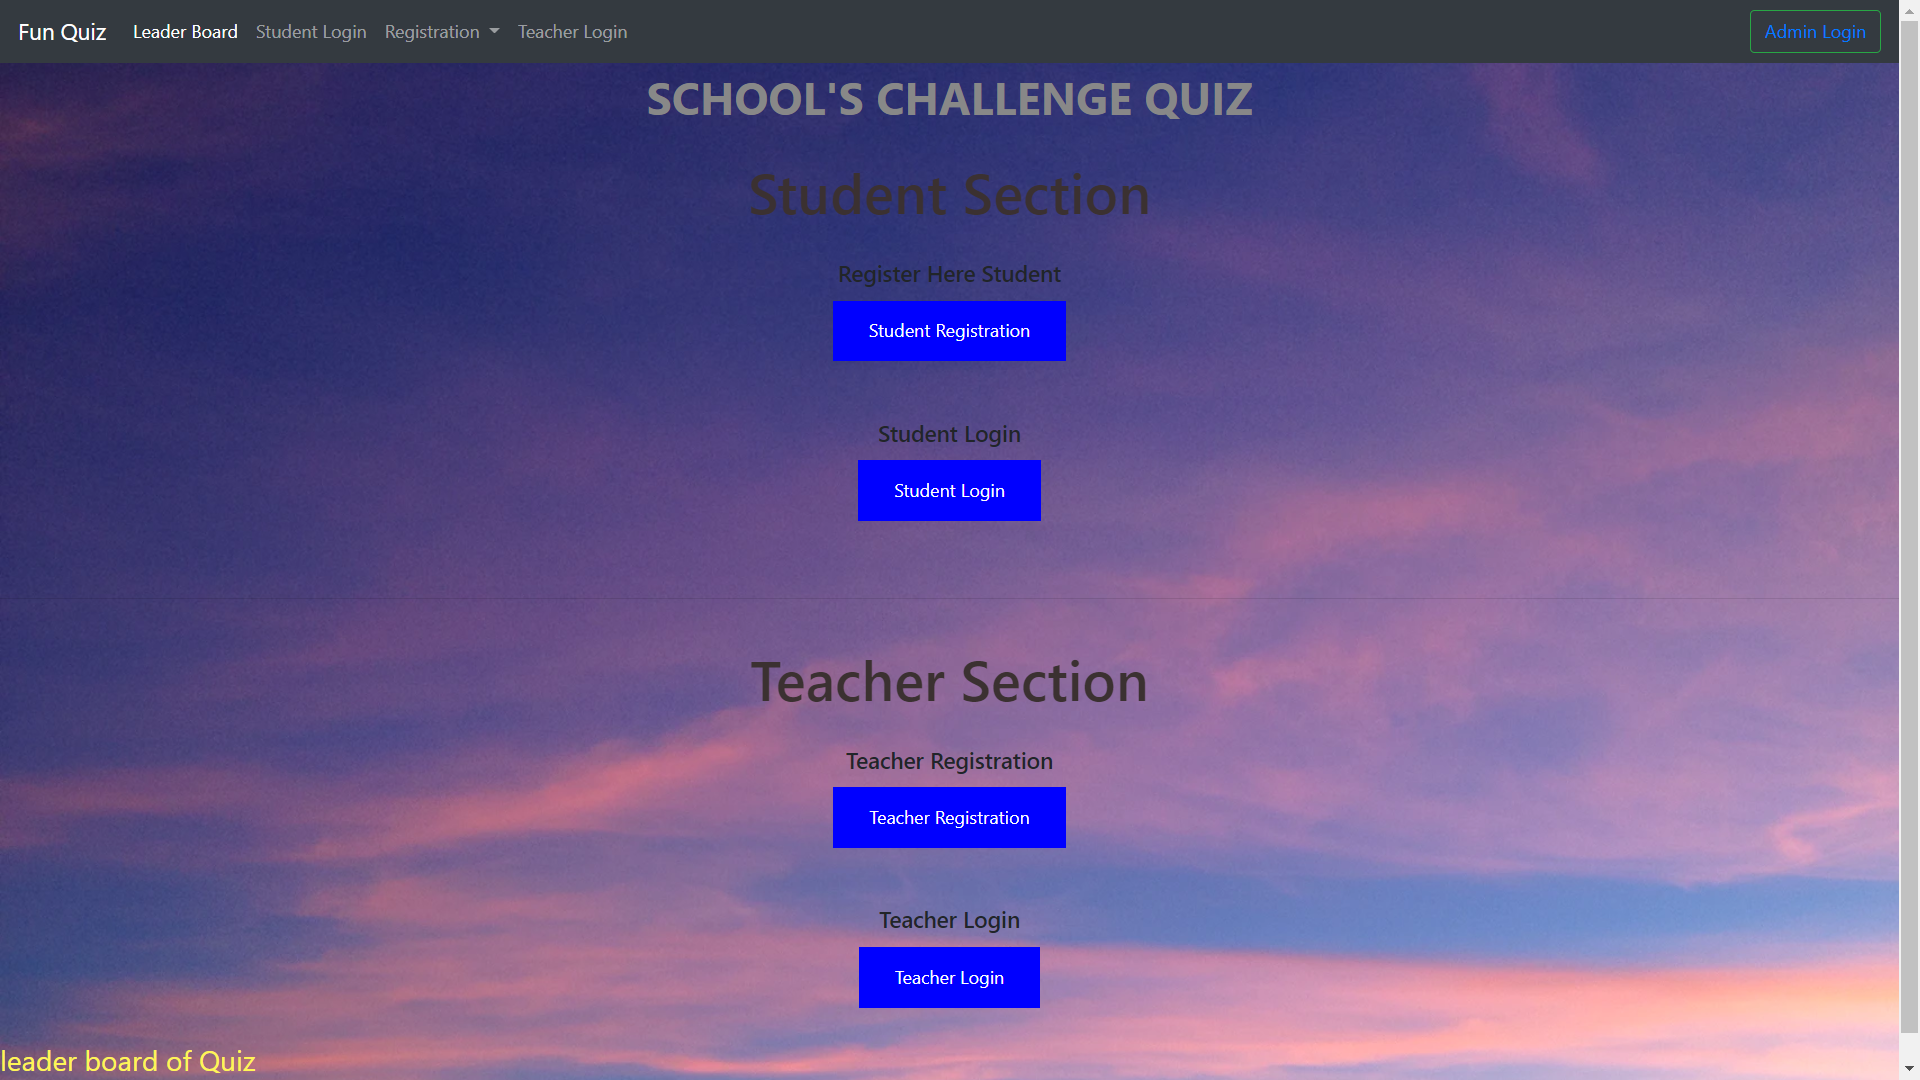 Fun Quiz Leader Board Student Login Registration Teacher Login Admin Login
SCHOOL'S CHALLENGE QUIZ
Student Section
Register Here Student
Student Registration
Student Login
Student Login
Teacher Section
Teacher Registration
Teacher Registration
Teacher Login
Teacher Login
leader board of Quiz